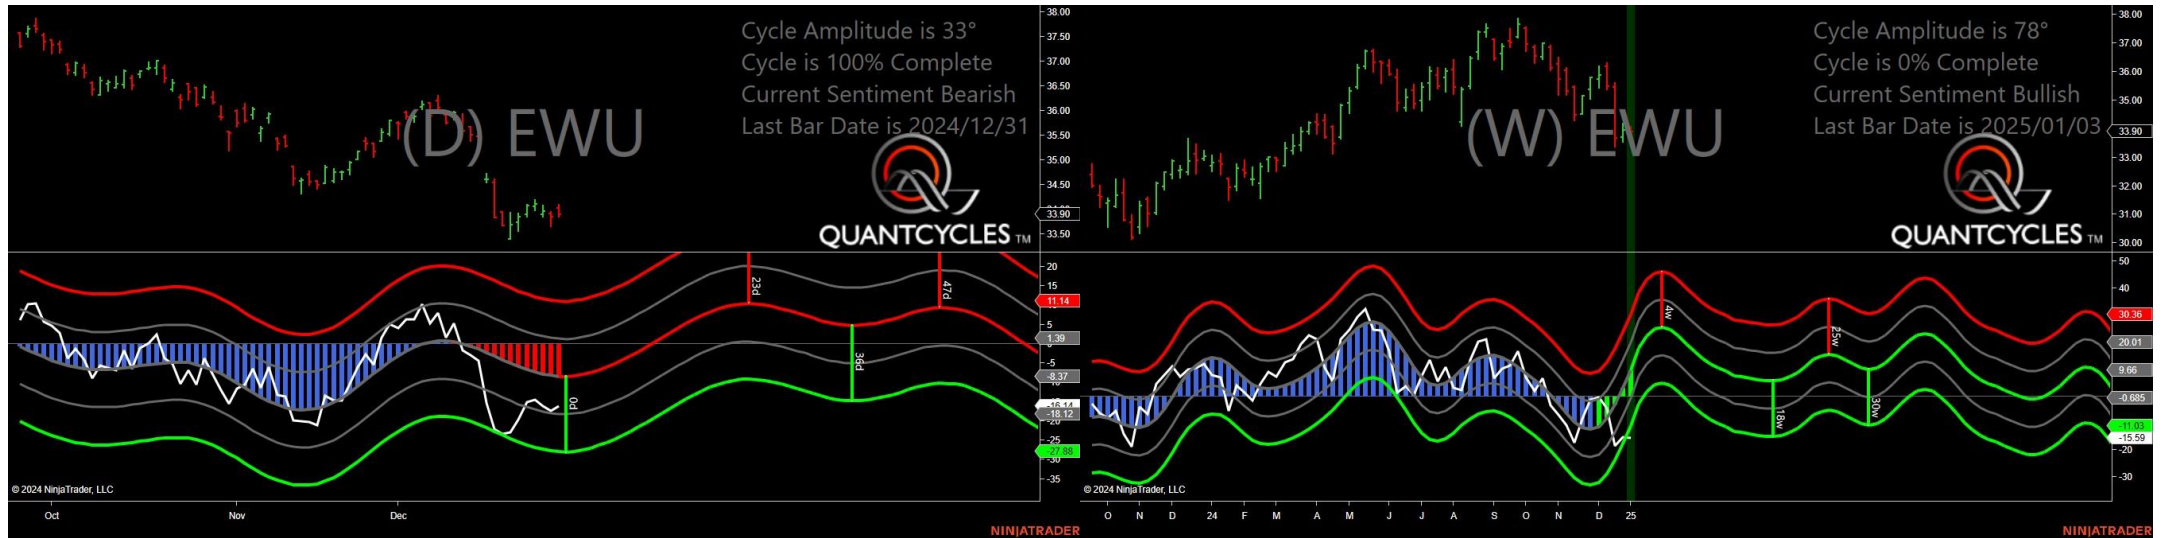 Cycle Amplitude is 33°
Cycle is 100% Complete
Current Sentiment Bearish
Last Bar Date is 2024/12/31
(D) EWU
QUANTCYCLES TM
38.00
37.50
37.00
36.50
36.00
35.50
35.00
34.50
33.90
33.50
20
15
11.14
5
1.39
-5
-8.37
-16.14
-18.12
-25
-27.88
-30
-35
23d
47d
36d
0d
© 2024 NinjaTrader, LLC
Oct
Nov
Dec
NINJATRADER
Cycle Amplitude is 78°
Cycle is 0% Complete
Current Sentiment Bullish
Last Bar Date is 2025/01/03
(W) EWU
QUANTCYCLES TM
38.00
37.00
36.00
35.00
33.90
33.00
32.00
31.00
30.00
50
40
30.36
20.01
9.66
-0.685
-11.03
-15.59
-20
-30
4w
25w
18w
30w
© 2024 NinjaTrader, LLC
O N D 24 F M A M J J A S O N D 25
NINJATRADER